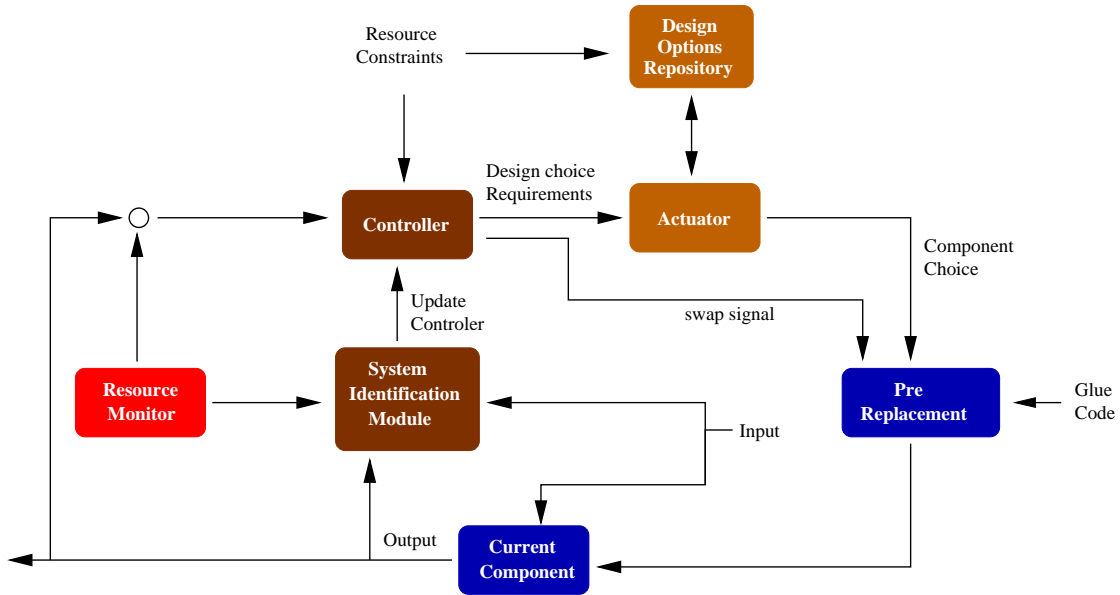 Resource
Constraints
Design
Options
Repository
Design choice
Requirements
Controller
Actuator
Component
Choice
Update
Controler
swap signal
System
Identification
Module
Resource
Monitor
Pre
Replacement
Glue
Code
Input
Output
Current
Component